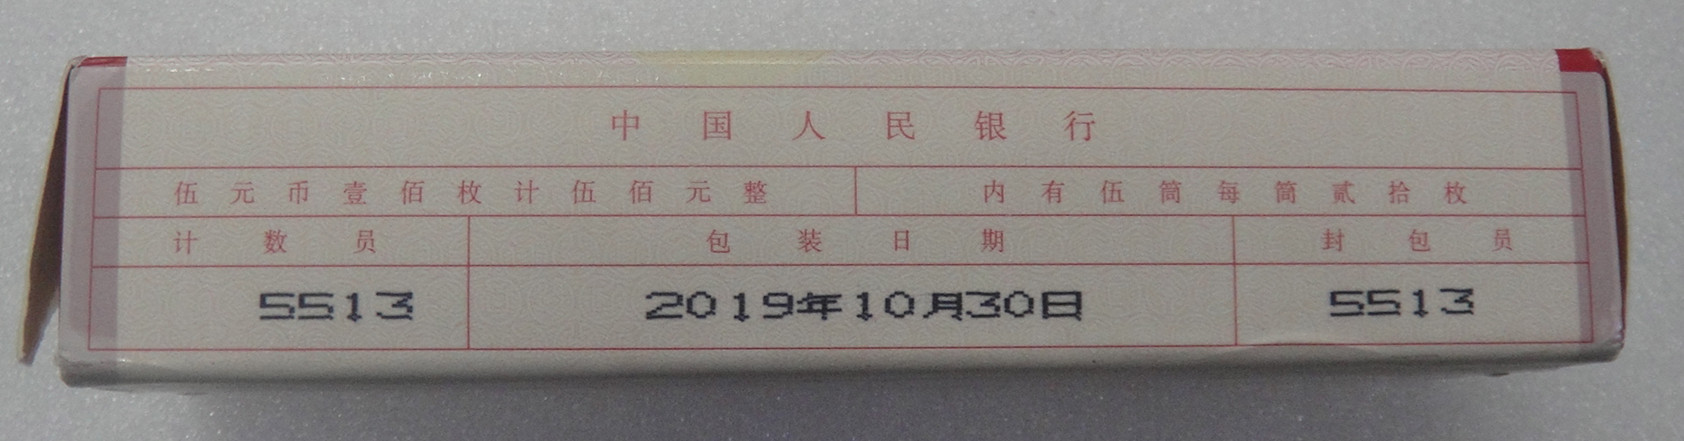 中国人民银行
伍元币壹佰枚计伍佰元整 内有伍筒每筒贰拾枚
计数员 包装日期 封包员
5513 2019年10月30日 5513